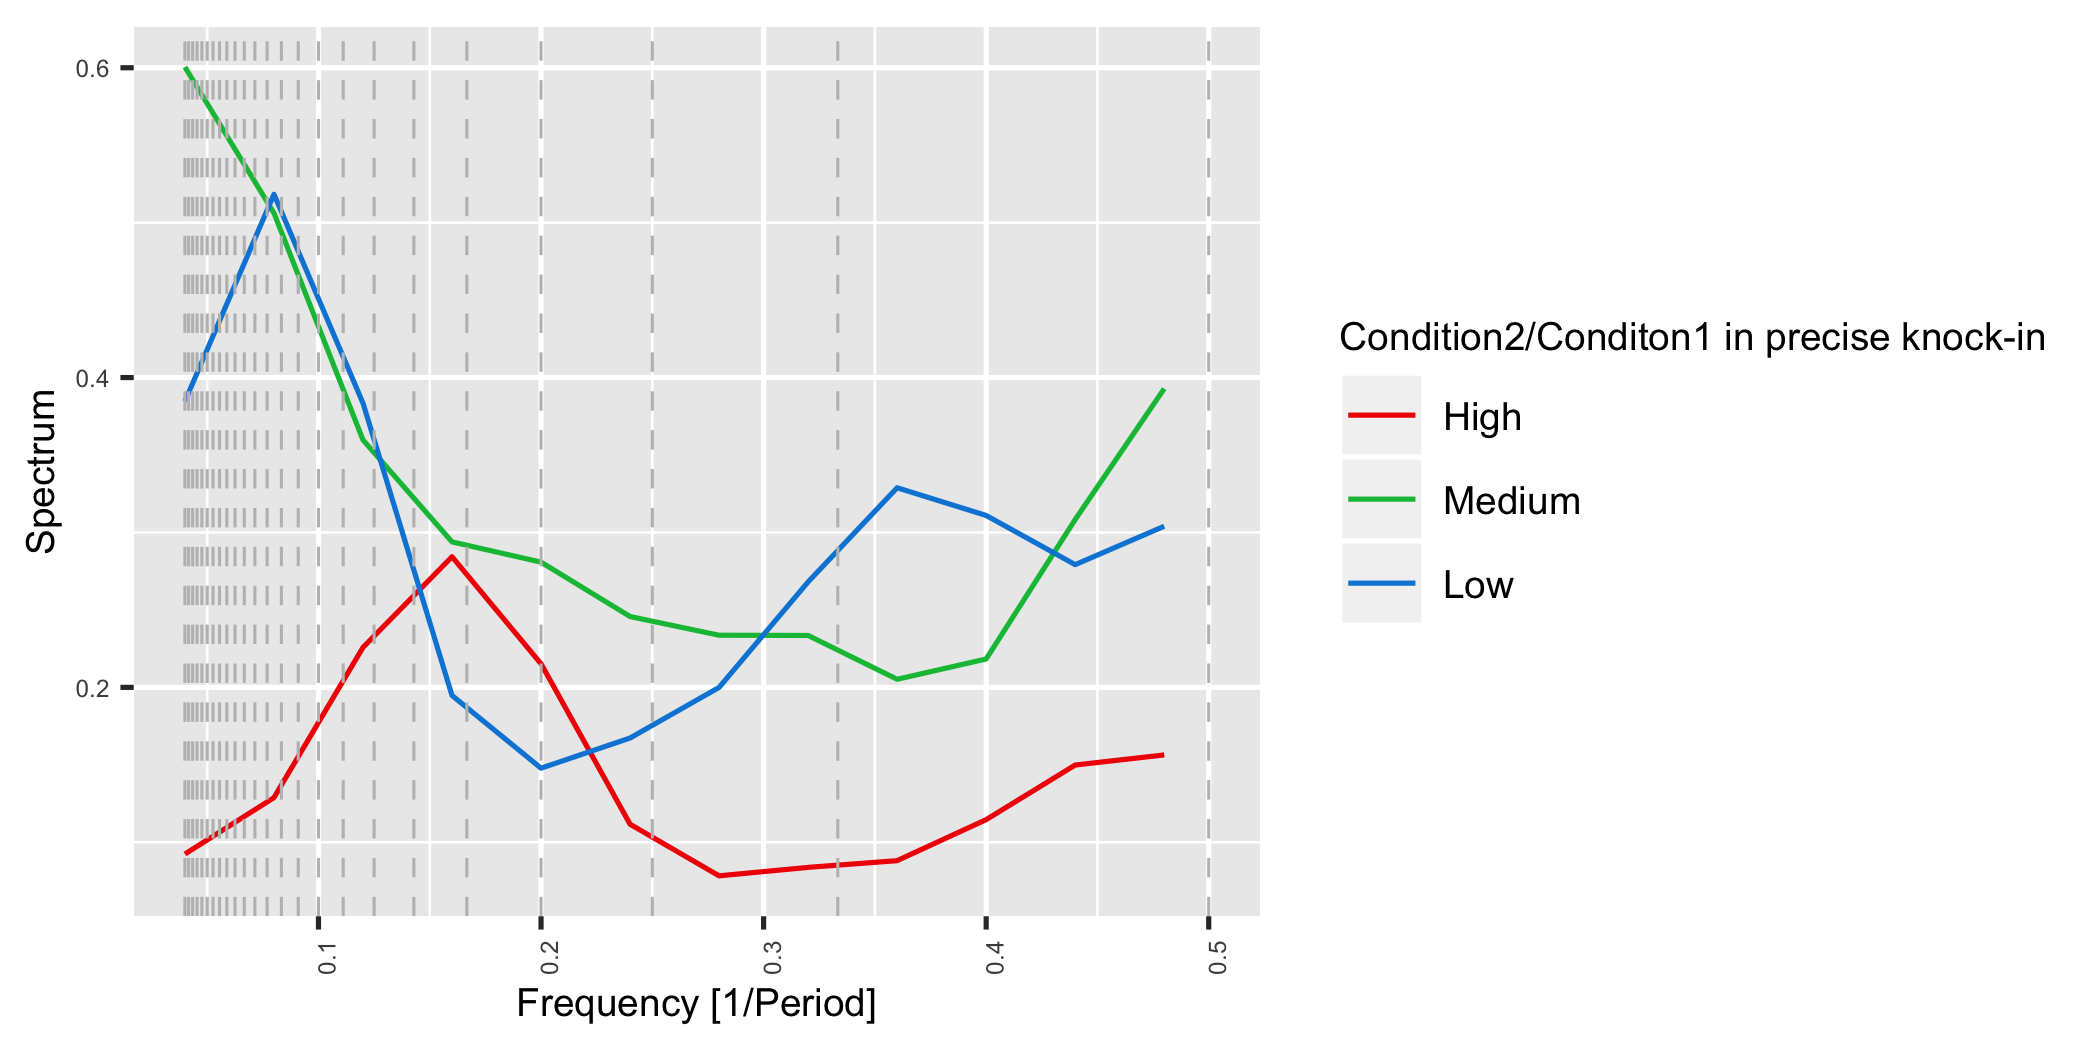 0.6
0.4
0.2
Spectrum
0.1
0.2
0.3
0.4
0.5
Frequency [1/Period]
Condition2/Conditon1 in precise knock-in
High
Medium
Low